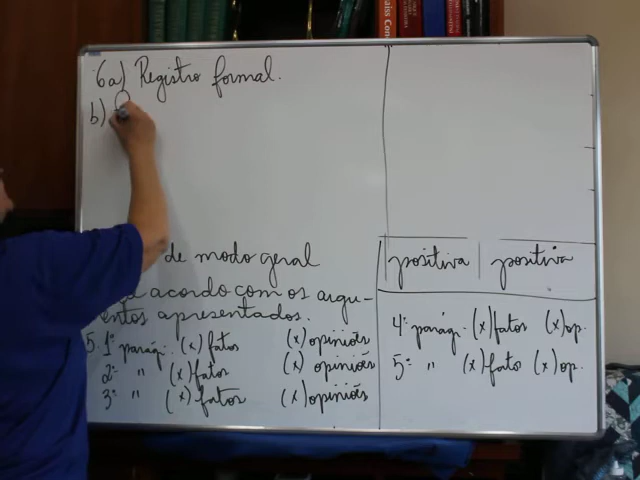 6a) Registro formal.
b)
de modo geral
acordo com os argu-
entos apresentados.
5. 1º parág. (x) fatos (x) opiniões
2º " (x) fatos (x) opiniões
3º " (x) fatos (x) opiniões
positiva | positiva
4º parág. (x) fatos (x) op.
5º " (x) fato (x) op.